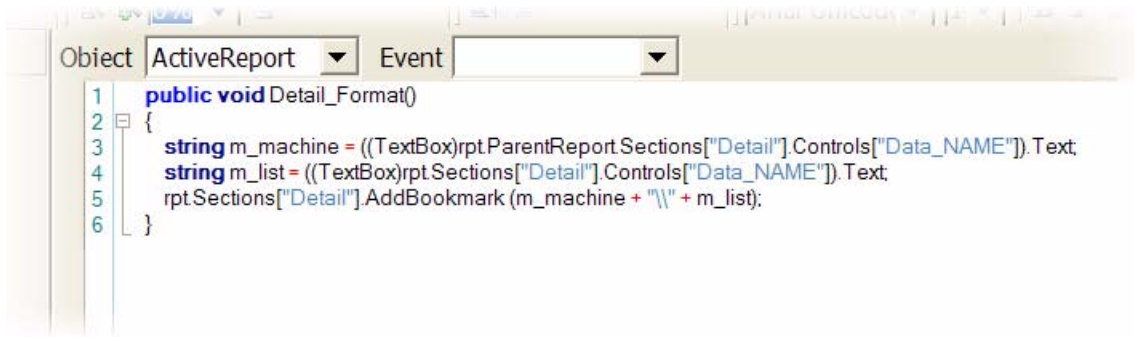 Object ActiveReport Event
1 public void Detail_Format()
2 {
3 string m_machine = ((TextBox)rpt.ParentReport.Sections["Detail"].Controls["Data_NAME"]).Text;
4 string m_list = ((TextBox)rpt.Sections["Detail"].Controls["Data_NAME"]).Text;
5 rpt.Sections["Detail"].AddBookmark (m_machine + "\\" + m_list);
6 }